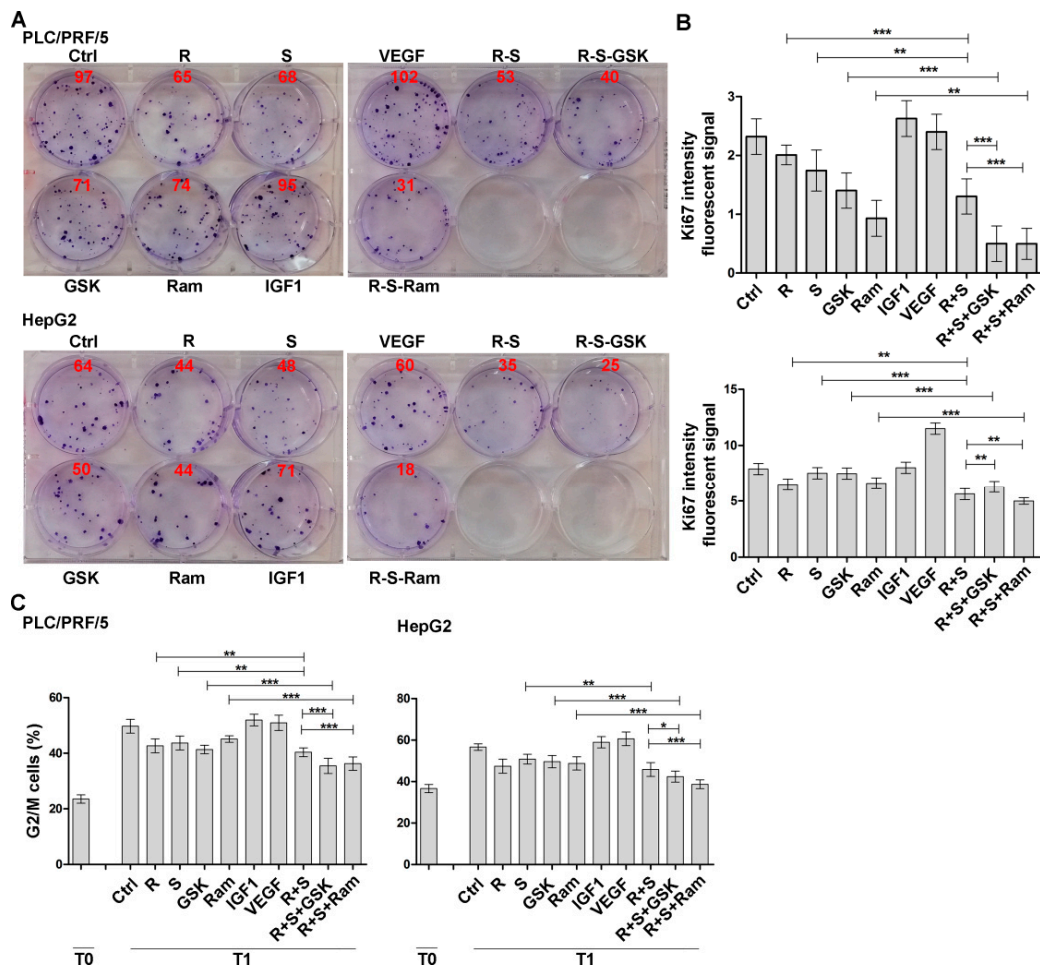 A
PLC/PRF/5
Ctrl R S VEGF R-S R-S-GSK
97 65 68 102 53 40
71 74 95 31
GSK Ram IGF1 R-S-Ram
HepG2
Ctrl R S VEGF R-S R-S-GSK
64 44 48 60 35 25
50 44 71 18
GSK Ram IGF1 R-S-Ram
B
***
**
***
**
***
***
Ki67 intensity
fluorescent signal
3
2
1
0
Ctrl R S GSK Ram IGF1 VEGF R+S R+S+GSK R+S+Ram
**
***
***
***
**
**
Ki67 intensity
fluorescent signal
15
10
5
0
Ctrl R S GSK Ram IGF1 VEGF R+S R+S+GSK R+S+Ram
C
PLC/PRF/5
**
**
***
***
***
***
G2/M cells (%)
60
40
20
0
Ctrl R S GSK Ram IGF1 VEGF R+S R+S+GSK R+S+Ram
T0 T1
HepG2
**
***
***
*
***
80
60
40
20
0
Ctrl R S GSK Ram IGF1 VEGF R+S R+S+GSK R+S+Ram
T0 T1